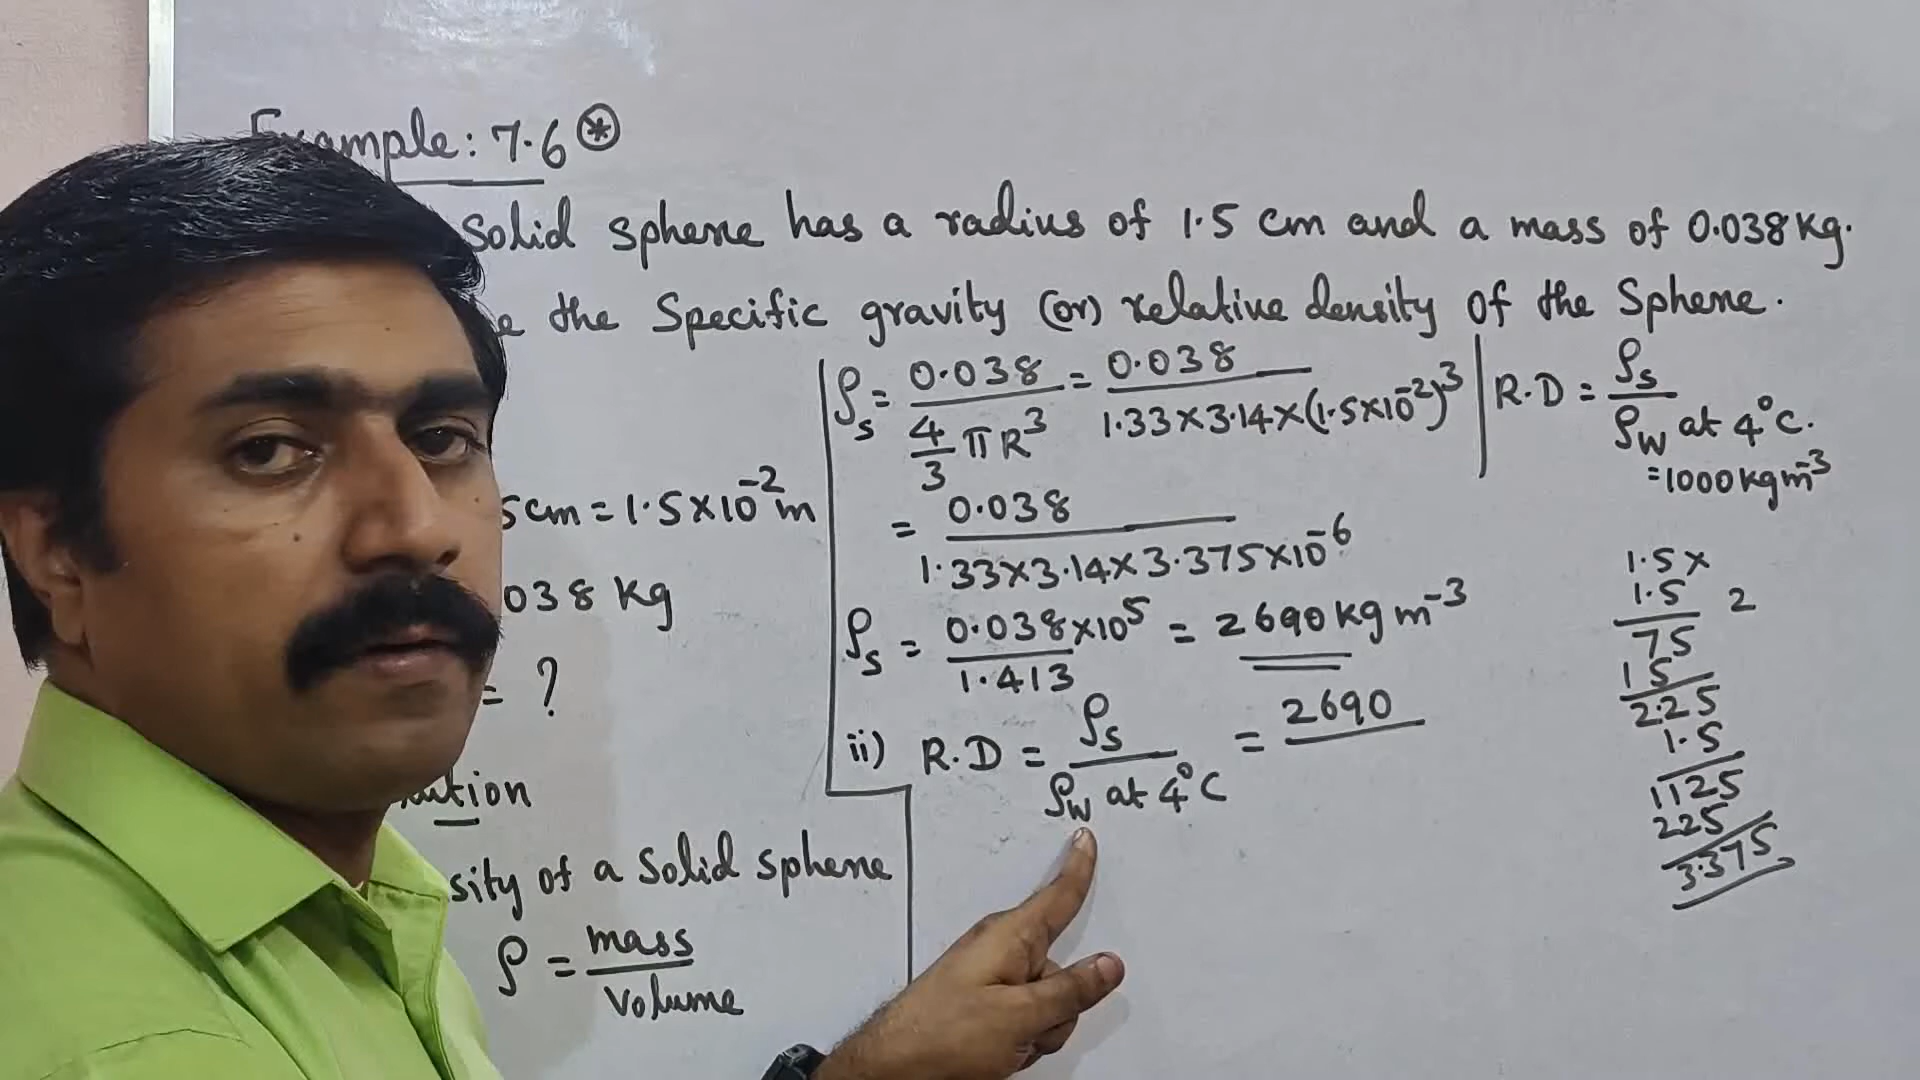 Example: 7.6 *
Solid sphere has a radius of 1.5 cm and a mass of 0.038 kg.
the Specific gravity (or) relative density of the Sphere.
5 cm = 1.5 × 10⁻² m
038 kg
= ?
ution
sity of a Solid sphere
ρ = mass / volume
ρs = 0.038 / (4/3 π R³) = 0.038 / (1.33 × 3.14 × (1.5 × 10⁻²)³)
= 0.038 / (1.33 × 3.14 × 3.375 × 10⁻⁶)
ρs = 0.038 × 10⁵ / 1.413 = 2690 kg m⁻³
ii) R.D = ρs / ρw at 4°C = 2690
R.D = ρs / ρw at 4°C.
= 1000 kg m⁻³
1.5 ×
1.5
2
75
15
2.25
1.5
1125
225
3.375